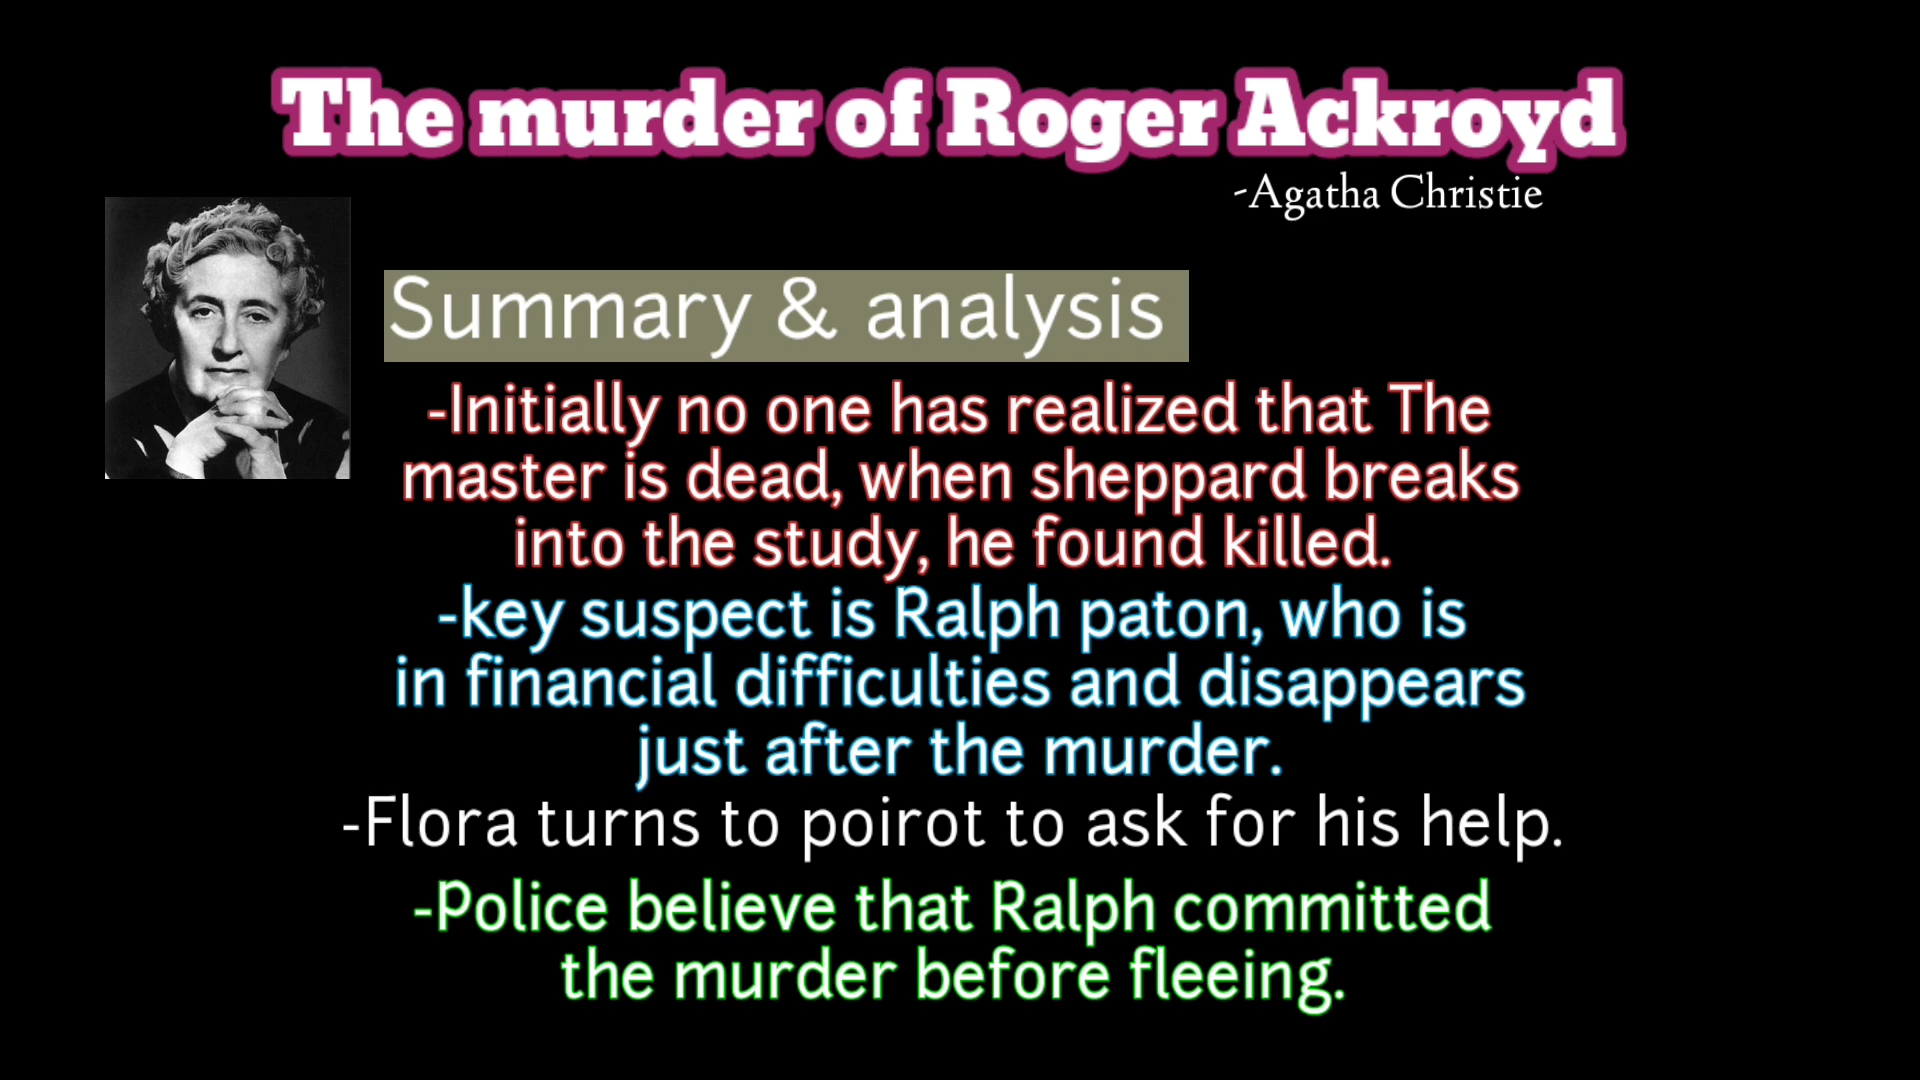 The murder of Roger Ackroyd
-Agatha Christie
Summary & analysis
-Initially no one has realized that The
master is dead, when sheppard breaks
into the study, he found killed.
-key suspect is Ralph paton, who is
in financial difficulties and disappears
just after the murder.
-Flora turns to poirot to ask for his help.
-Police believe that Ralph committed
the murder before fleeing.